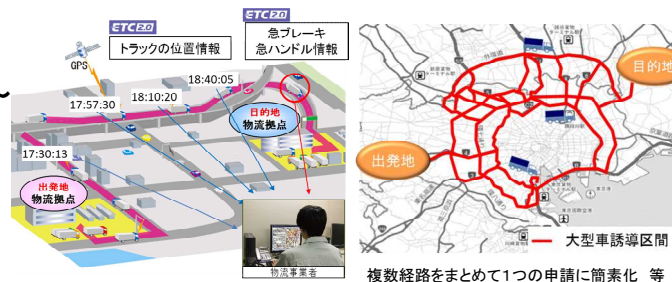 ETC2.0
トラックの位置情報
ETC2.0
急ブレーキ
急ハンドル情報
GPS
17:57:30
18:10:20
18:40:05
17:30:13
目的地
物流拠点
出発地
物流拠点
物流事業者
目的地
出発地
大型車誘導区間
複数経路をまとめて1つの申請に簡素化 等